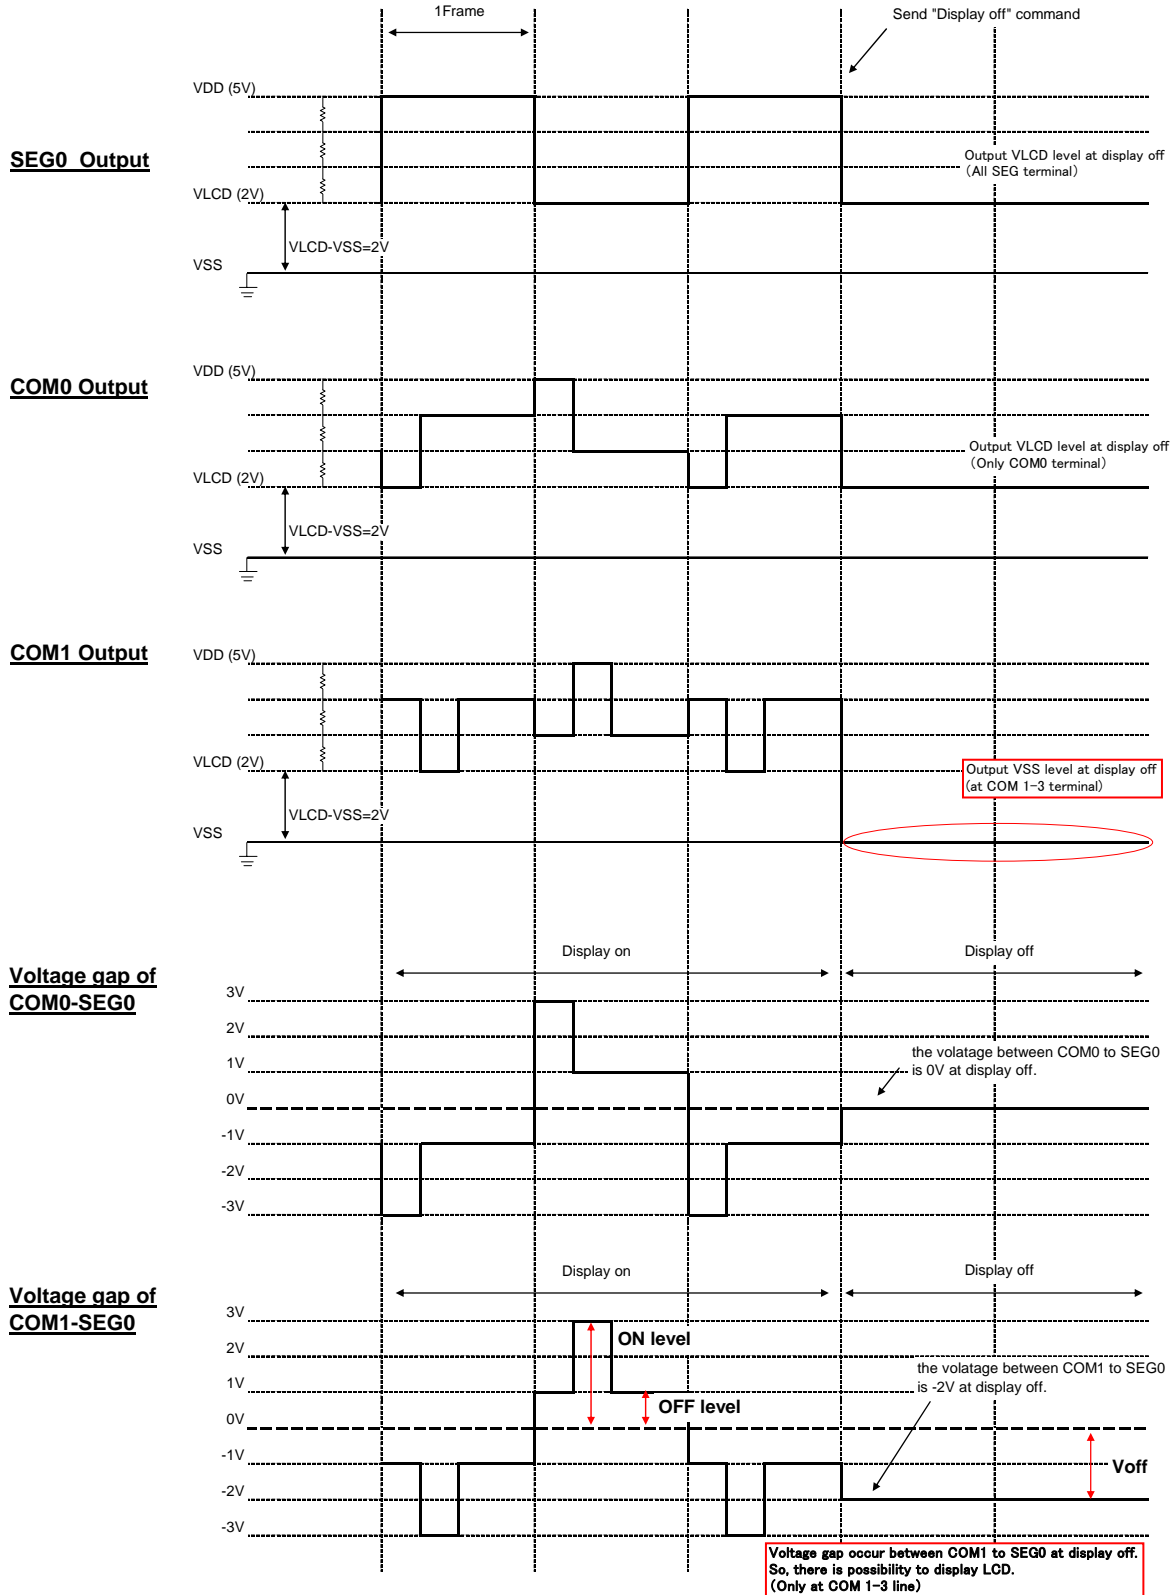 1Frame
Send "Display off" command
VDD (5V)
SEG0  Output
Output VLCD level at display off
(All SEG terminal)
VLCD (2V)
VLCD-VSS=2V
VSS
VDD (5V)
COM0 Output
Output VLCD level at display off
(Only COM0 terminal)
VLCD (2V)
VLCD-VSS=2V
VSS
COM1 Output
VDD (5V)
VLCD (2V)
Output VSS level at display off
(at COM 1-3 terminal)
VLCD-VSS=2V
VSS
Display on
Display off
Voltage gap of
COM0-SEG0
3V
2V
1V
the volatage between COM0 to SEG0
is 0V at display off.
0V
-1V
-2V
-3V
Display on
Display off
Voltage gap of
COM1-SEG0
3V
ON level
2V
the volatage between COM1 to SEG0
is -2V at display off.
1V
OFF level
0V
-1V
Voff
-2V
-3V
Voltage gap occur between COM1 to SEG0 at display off.
So, there is possibility to display LCD.
(Only at COM 1-3 line)